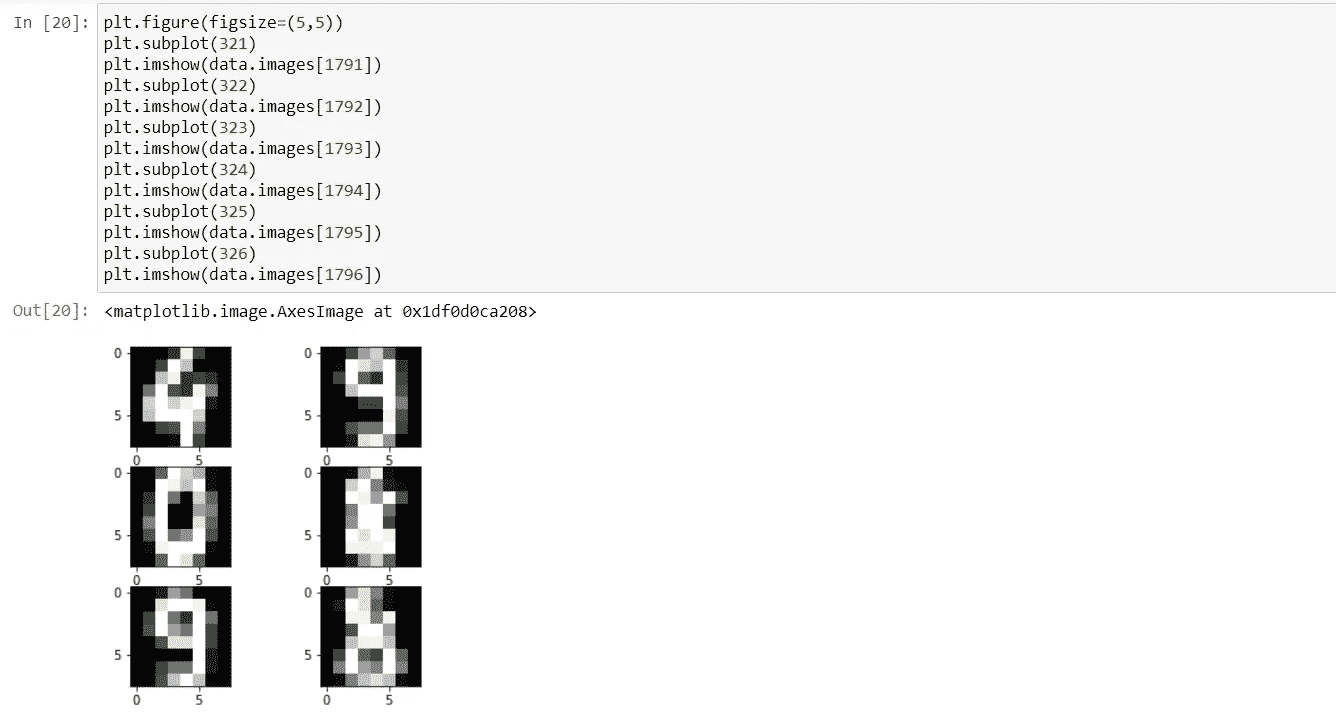 In [20]: plt.figure(figsize=(5,5))
plt.subplot(321)
plt.imshow(data.images[1791])
plt.subplot(322)
plt.imshow(data.images[1792])
plt.subplot(323)
plt.imshow(data.images[1793])
plt.subplot(324)
plt.imshow(data.images[1794])
plt.subplot(325)
plt.imshow(data.images[1795])
plt.subplot(326)
plt.imshow(data.images[1796])
Out[20]: <matplotlib.image.AxesImage at 0x1df0d0ca208>
0 0
5 5
0 5 0 5
0 0
5 5
0 5 0 5
0 0
5 5
0 5 0 5